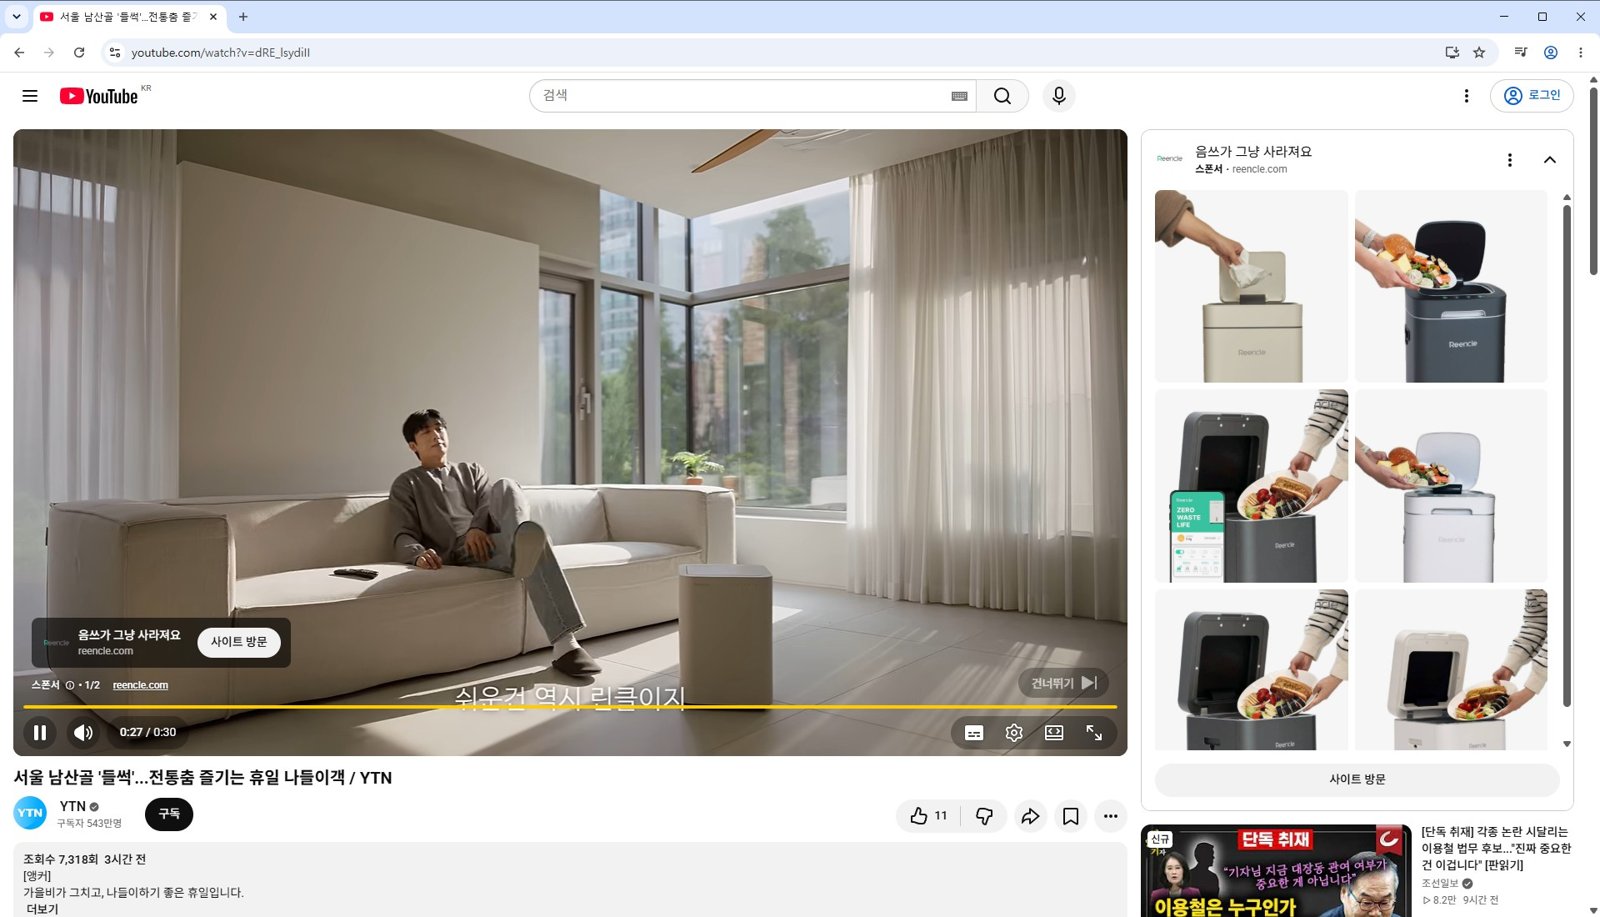 서울 남산골 '들썩'...전통춤 즐기
youtube.com/watch?v=dRE_lsydiII
YouTube KR
검색
로그인
음쓰가 그냥 사라져요
reencle.com
사이트 방문
스폰서 • 1/2 reencle.com
건너뛰기
쉬운건 역시 린클이지
0:27 / 0:30
서울 남산골 '들썩'...전통춤 즐기는 휴일 나들이객 / YTN
YTN
YTN
구독자 543만명
구독
11
조회수 7,318회 3시간 전
[앵커]
가을비가 그치고, 나들이하기 좋은 휴일입니다.
더보기
Reencle
음쓰가 그냥 사라져요
스폰서 · reencle.com
Reencle
Reencle
ZERO
WASTE
LIFE
Reencle
Reencle
사이트 방문
신규
단독 취재
"기자님 지금 대장동 관여 여부가
중요한 게 아닙니다"
이용철은 누구인가
[단독 취재] 각종 논란 시달리는
이용철 법무 후보..."진짜 중요한
건 이겁니다" [판읽기]
조선일보
8.2만 9시간 전